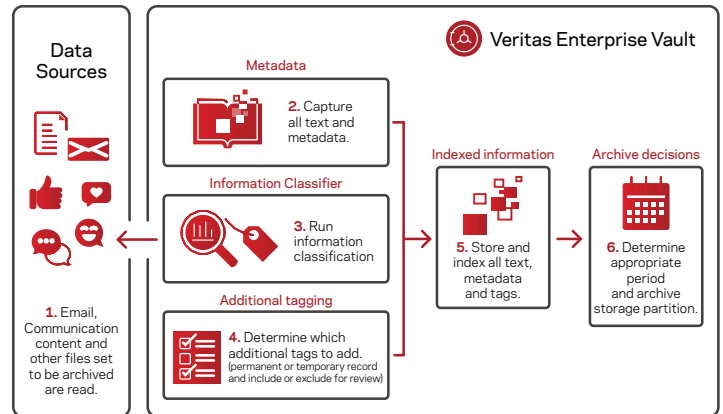 Data
Sources
1. Email,
Communication
content and
other files set
to be archived
are read.
Veritas Enterprise Vault
Metadata
2. Capture
all text and
metadata.
Information Classifier
3. Run
information
classification
Additional tagging
4. Determine which
additional tags to add.
(permanent or temporary record
and include or exclude for review)
Indexed information
5. Store and
index all text,
metadata
and tags.
Archive decisions
6. Determine
appropriate
period
and archive
storage partition.